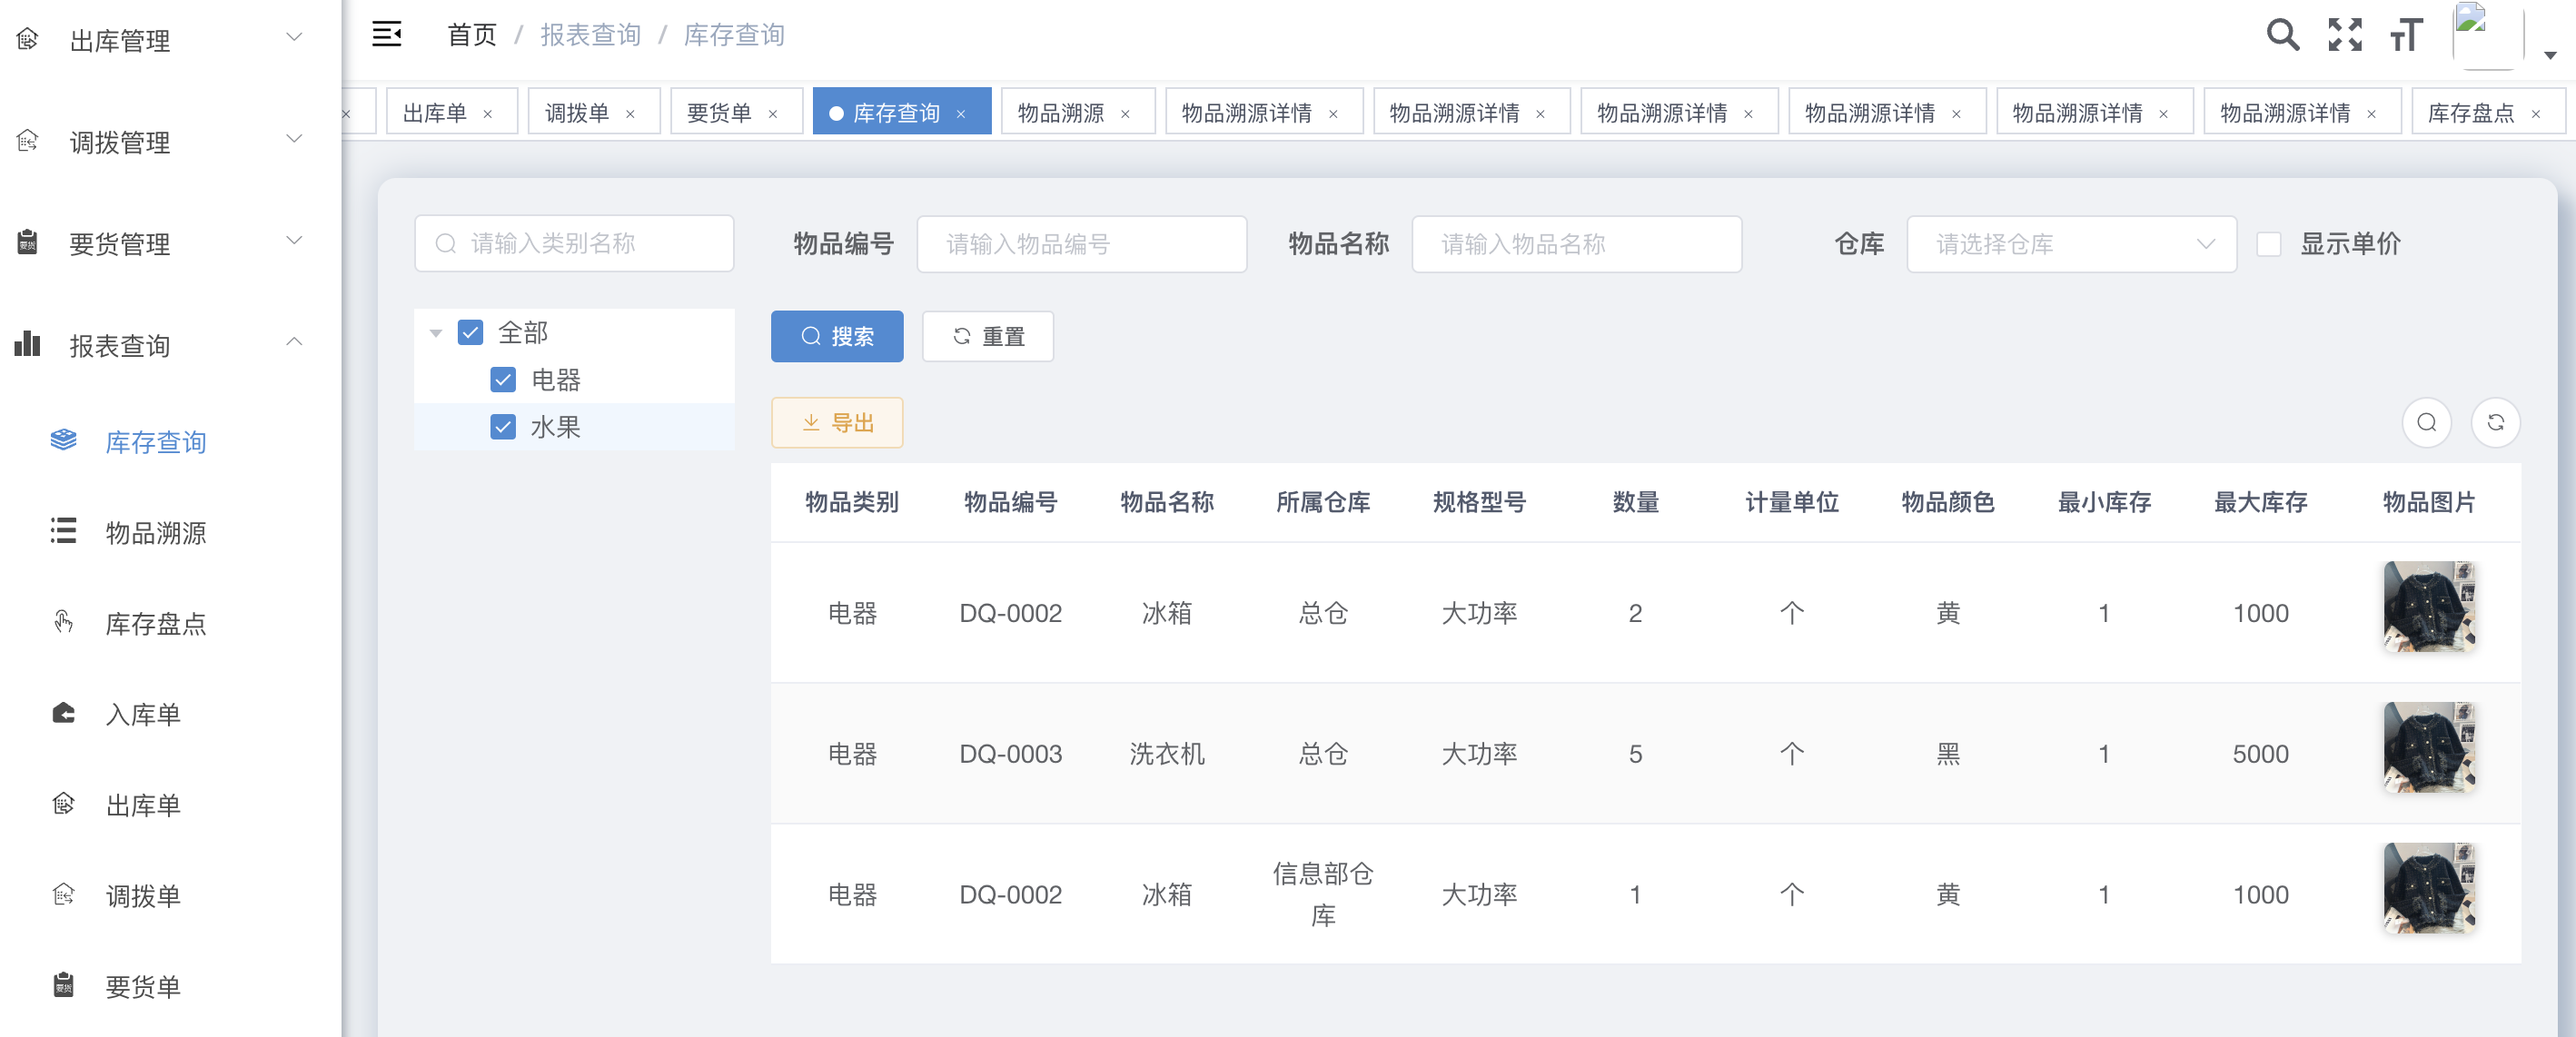 出库管理
调拨管理
要货管理
报表查询
库存查询
物品溯源
库存盘点
入库单
出库单
调拨单
要货单
首页 / 报表查询 / 库存查询
出库单 × 调拨单 × 要货单 × 库存查询 × 物品溯源 × 物品溯源详情 × 物品溯源详情 × 物品溯源详情 × 物品溯源详情 × 物品溯源详情 × 物品溯源详情 × 库存盘点 ×
请输入类别名称
全部
电器
水果
物品编号 请输入物品编号 物品名称 请输入物品名称 仓库 请选择仓库 显示单价
搜索 重置
导出
物品类别 物品编号 物品名称 所属仓库 规格型号 数量 计量单位 物品颜色 最小库存 最大库存 物品图片
电器 DQ-0002 冰箱 总仓 大功率 2 个 黄 1 1000
电器 DQ-0003 洗衣机 总仓 大功率 5 个 黑 1 5000
电器 DQ-0002 冰箱 信息部仓库 大功率 1 个 黄 1 1000